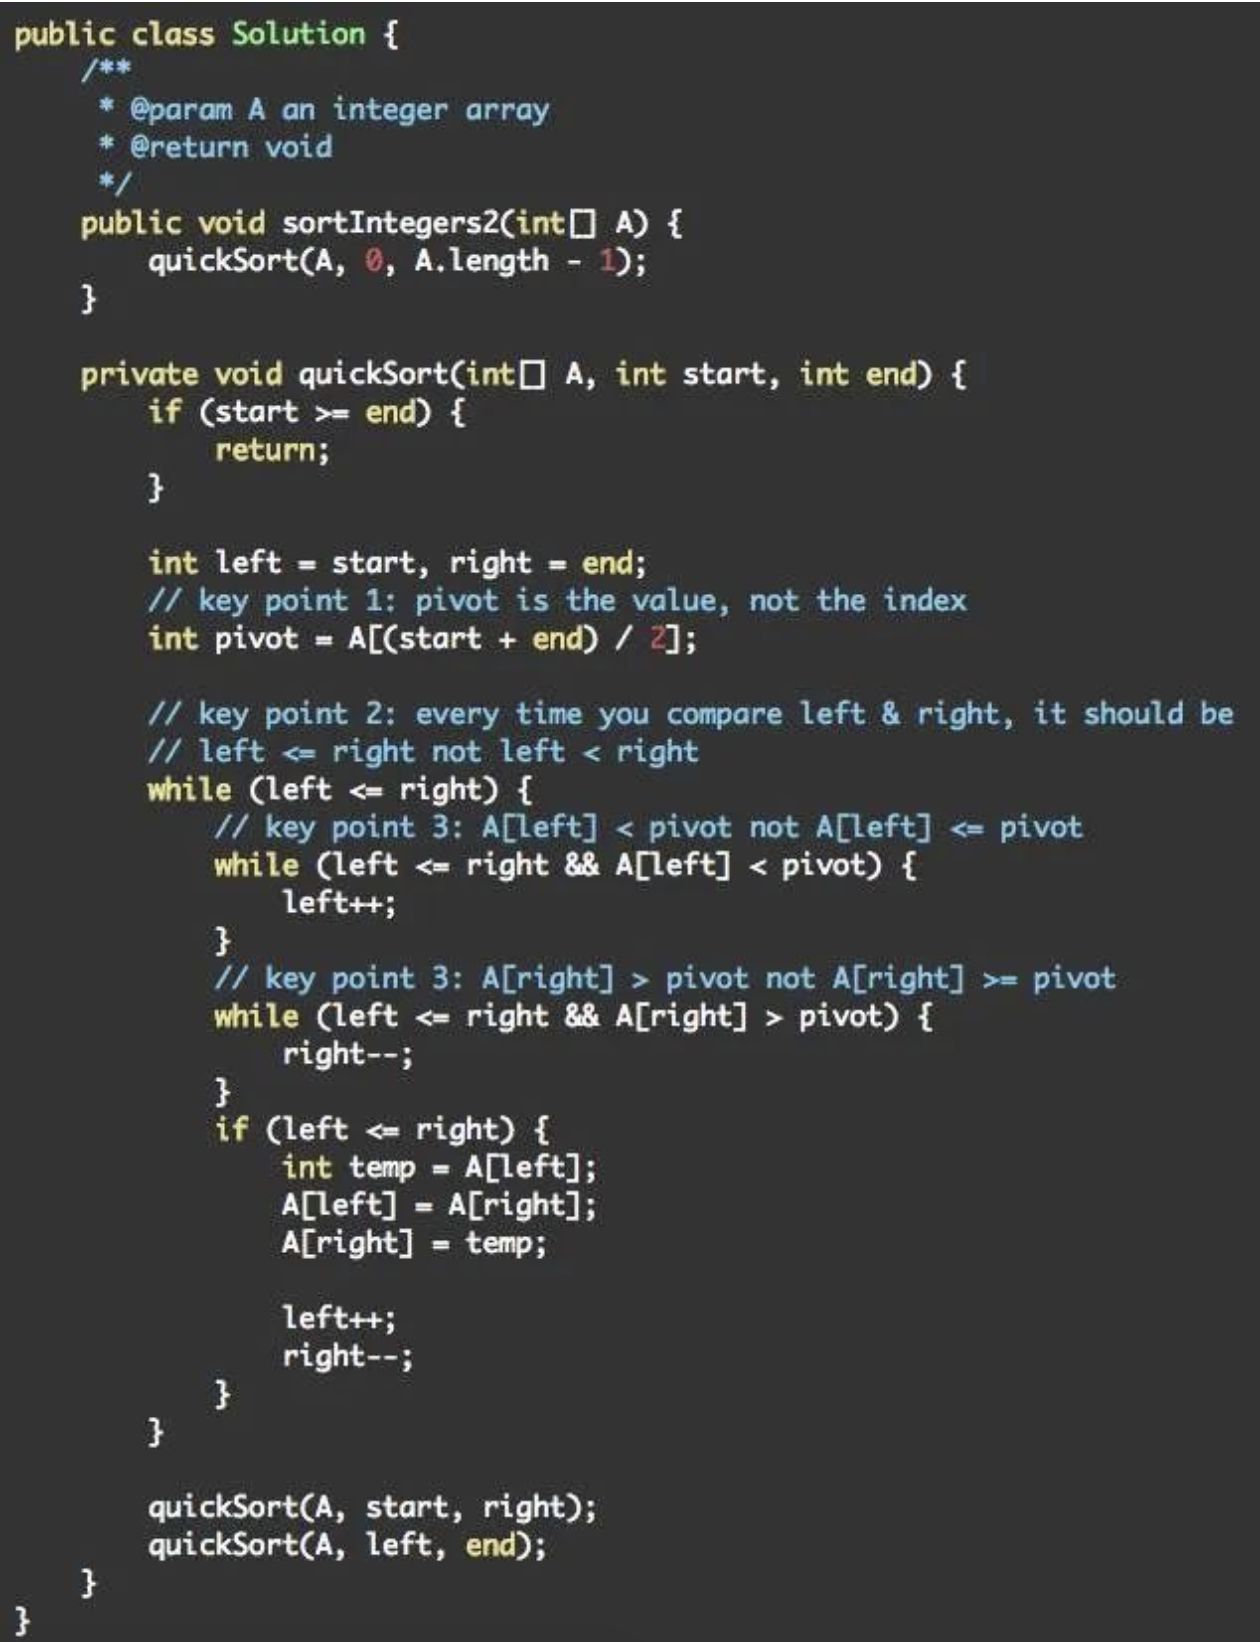 public class Solution {
    /**
     * @param A an integer array
     * @return void
     */
    public void sortIntegers2(int[] A) {
        quickSort(A, 0, A.length - 1);
    }

    private void quickSort(int[] A, int start, int end) {
        if (start >= end) {
            return;
        }

        int left = start, right = end;
        // key point 1: pivot is the value, not the index
        int pivot = A[(start + end) / 2];

        // key point 2: every time you compare left & right, it should be
        // left <= right not left < right
        while (left <= right) {
            // key point 3: A[left] < pivot not A[left] <= pivot
            while (left <= right && A[left] < pivot) {
                left++;
            }
            // key point 3: A[right] > pivot not A[right] >= pivot
            while (left <= right && A[right] > pivot) {
                right--;
            }
            if (left <= right) {
                int temp = A[left];
                A[left] = A[right];
                A[right] = temp;

                left++;
                right--;
            }
        }

        quickSort(A, start, right);
        quickSort(A, left, end);
    }
}